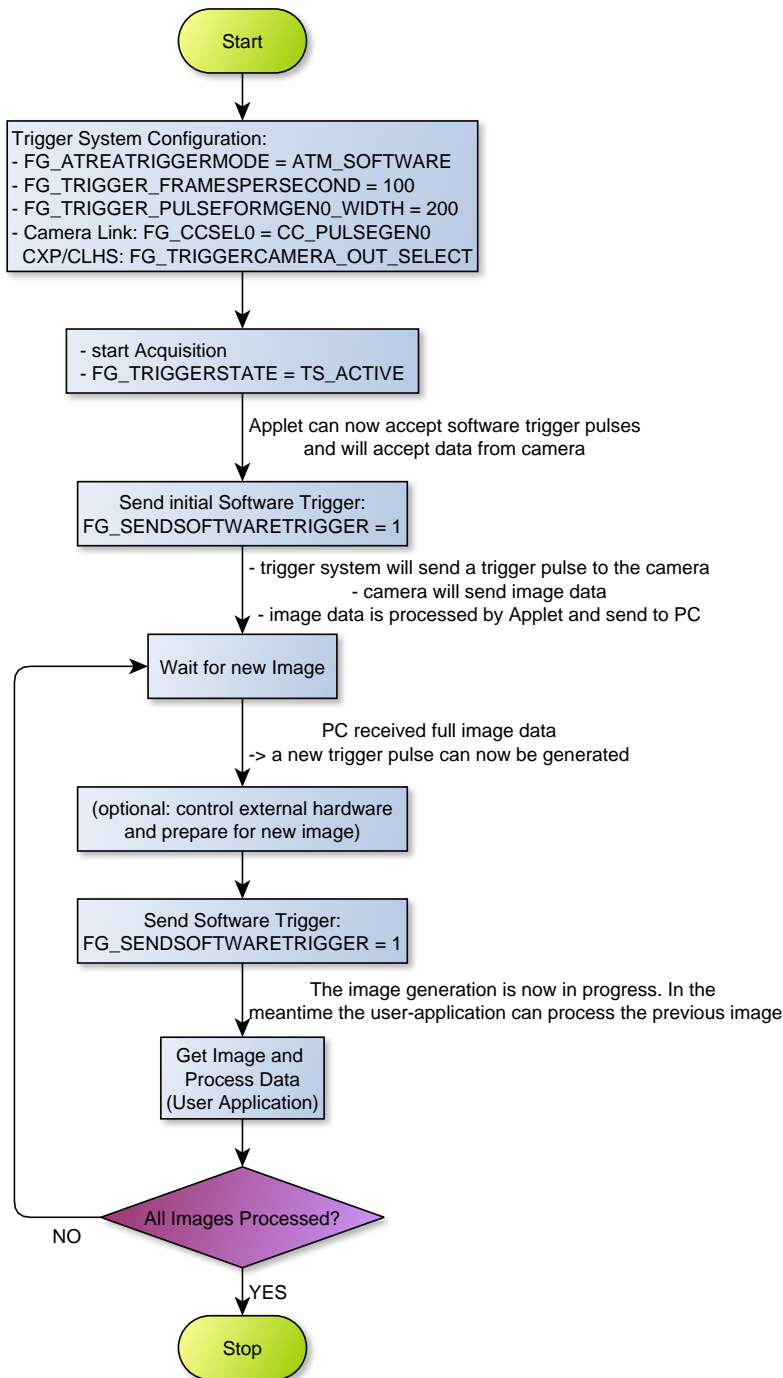 Start
Trigger System Configuration:
- FG_ATREATRIGGERMODE = ATM_SOFTWARE
- FG_TRIGGER_FRAMESPERSECOND = 100
- FG_TRIGGER_PULSEFORMGEN0_WIDTH = 200
- Camera Link: FG_CCSEL0 = CC_PULSEGEN0
CXP/CLHS: FG_TRIGGERCAMERA_OUT_SELECT
- start Acquisition
- FG_TRIGGERSTATE = TS_ACTIVE
Applet can now accept software trigger pulses
and will accept data from camera
Send initial Software Trigger:
FG_SENDSOFTWARETRIGGER = 1
- trigger system will send a trigger pulse to the camera
- camera will send image data
- image data is processed by Applet and send to PC
Wait for new Image
PC received full image data
-> a new trigger pulse can now be generated
(optional: control external hardware
and prepare for new image)
Send Software Trigger:
FG_SENDSOFTWARETRIGGER = 1
The image generation is now in progress. In the
meantime the user-application can process the previous image
Get Image and
Process Data
(User Application)
All Images Processed?
NO
YES
Stop